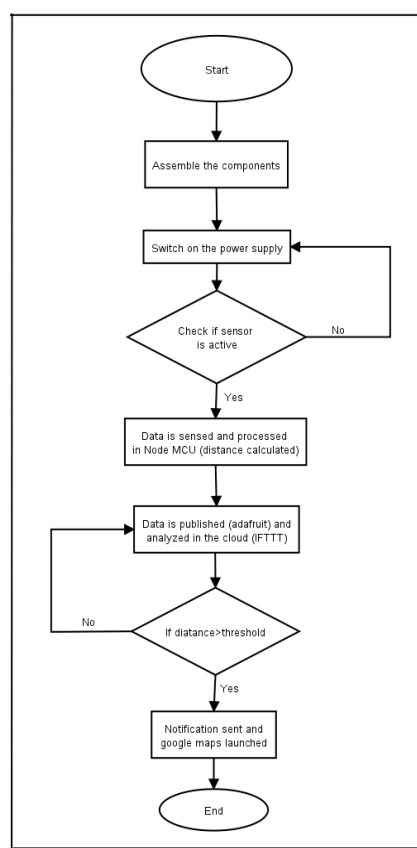 Start
Assemble the components
Switch on the power supply
Check if sensor
is active
No
Yes
Data is sensed and processed
in Node MCU (distance calculated)
Data is published (adafruit) and
analyzed in the cloud (IFTTT)
No
If diatance>threshold
Yes
Notification sent and
google maps launched
End